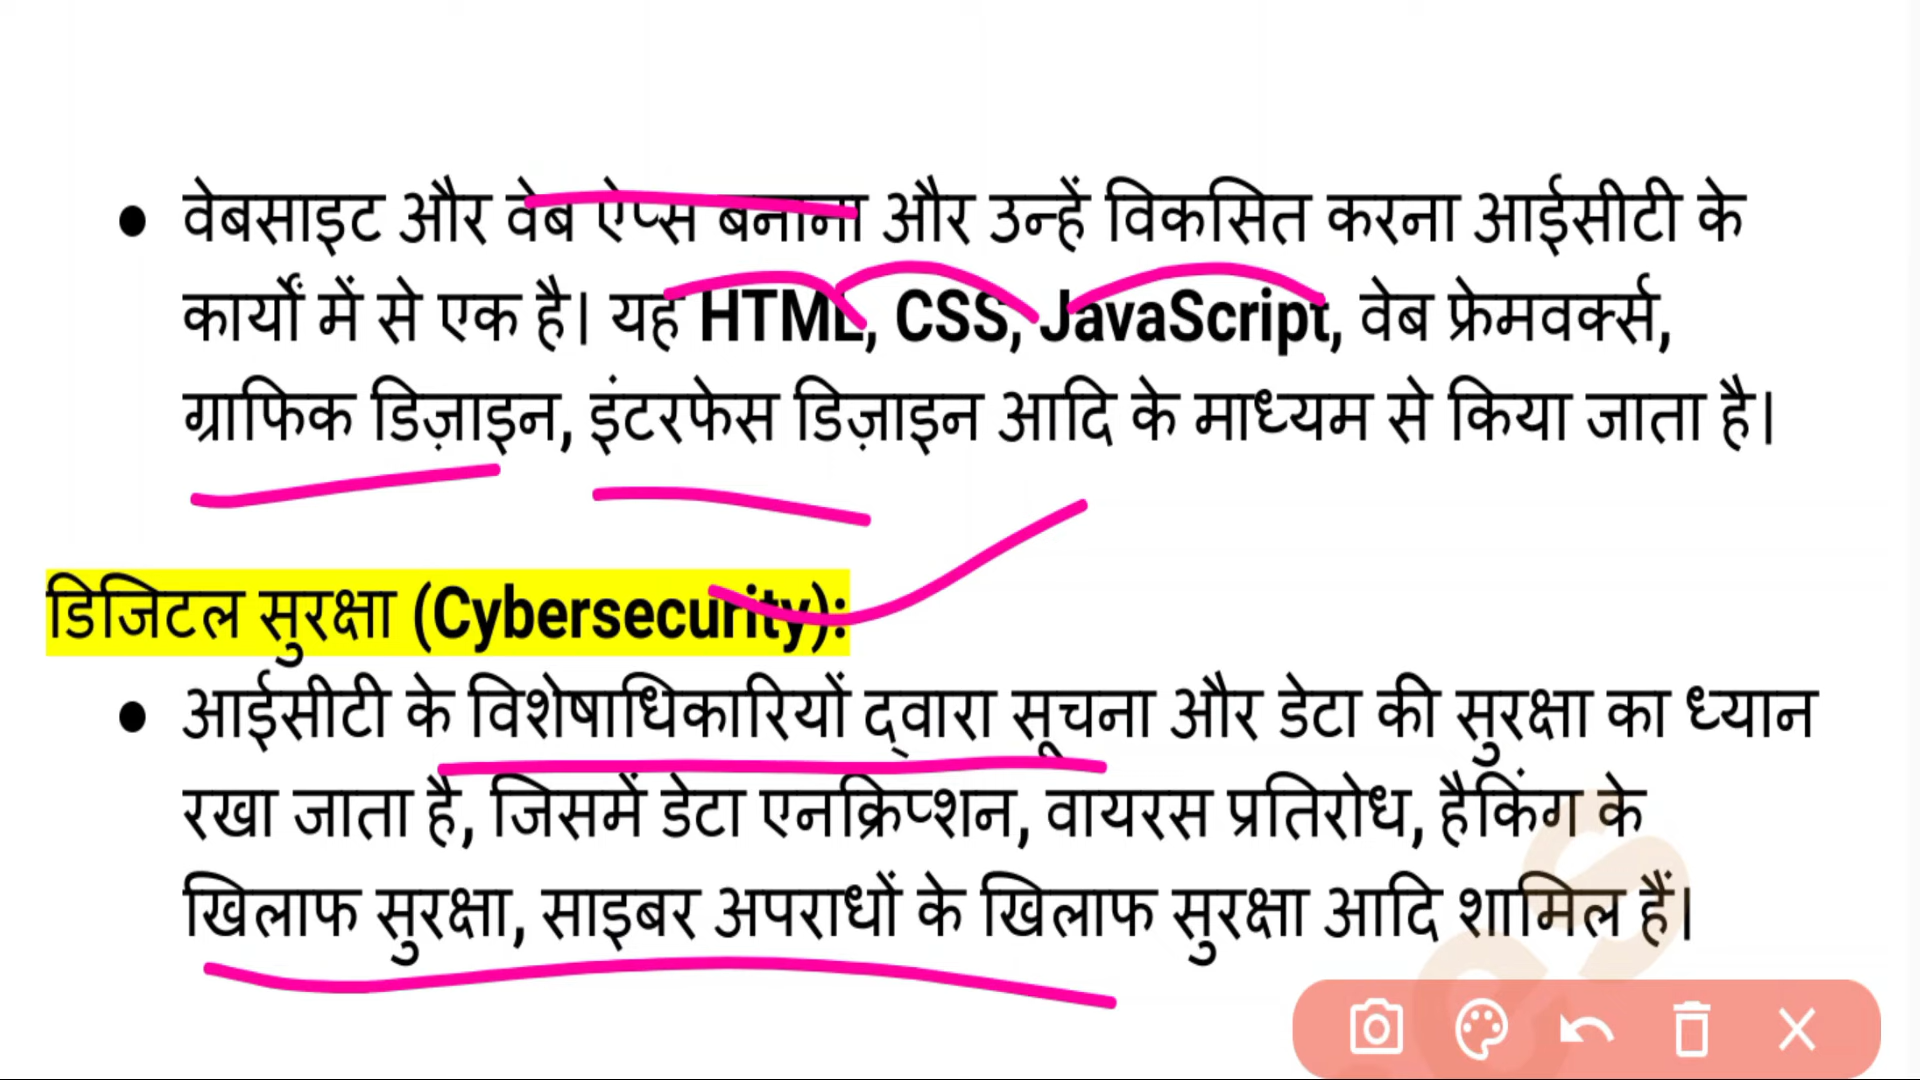 ● वेबसाइट और वेब ऐप्स बनाना और उन्हें विकसित करना आईसीटी के
कार्यों में से एक है। यह HTML, CSS, JavaScript, वेब फ्रेमवर्क्स,
ग्राफिक डिज़ाइन, इंटरफेस डिज़ाइन आदि के माध्यम से किया जाता है।
डिजिटल सुरक्षा (Cybersecurity):
● आईसीटी के विशेषाधिकारियों द्वारा सूचना और डेटा की सुरक्षा का ध्यान
रखा जाता है, जिसमें डेटा एनक्रिप्शन, वायरस प्रतिरोध, हैकिंग के
खिलाफ सुरक्षा, साइबर अपराधों के खिलाफ सुरक्षा आदि शामिल हैं।